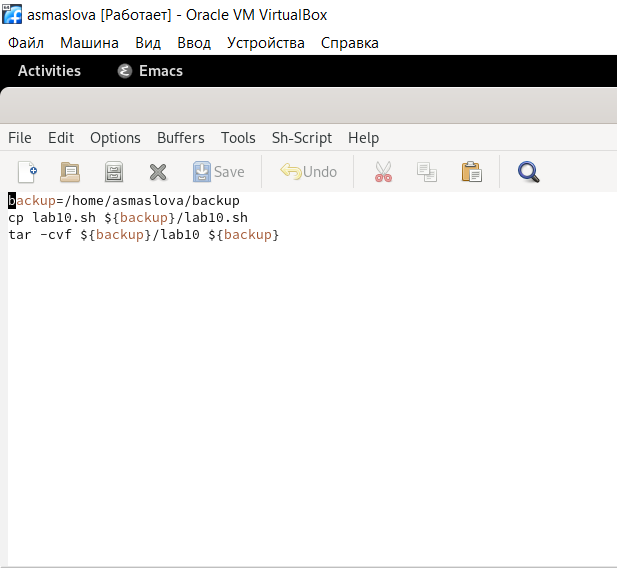 asmaslova [Работает] - Oracle VM VirtualBox
Файл Машина Вид Ввод Устройства Справка
Activities Emacs
File Edit Options Buffers Tools Sh-Script Help
Save Undo
backup=/home/asmaslova/backup
cp lab10.sh ${backup}/lab10.sh
tar -cvf ${backup}/lab10 ${backup}